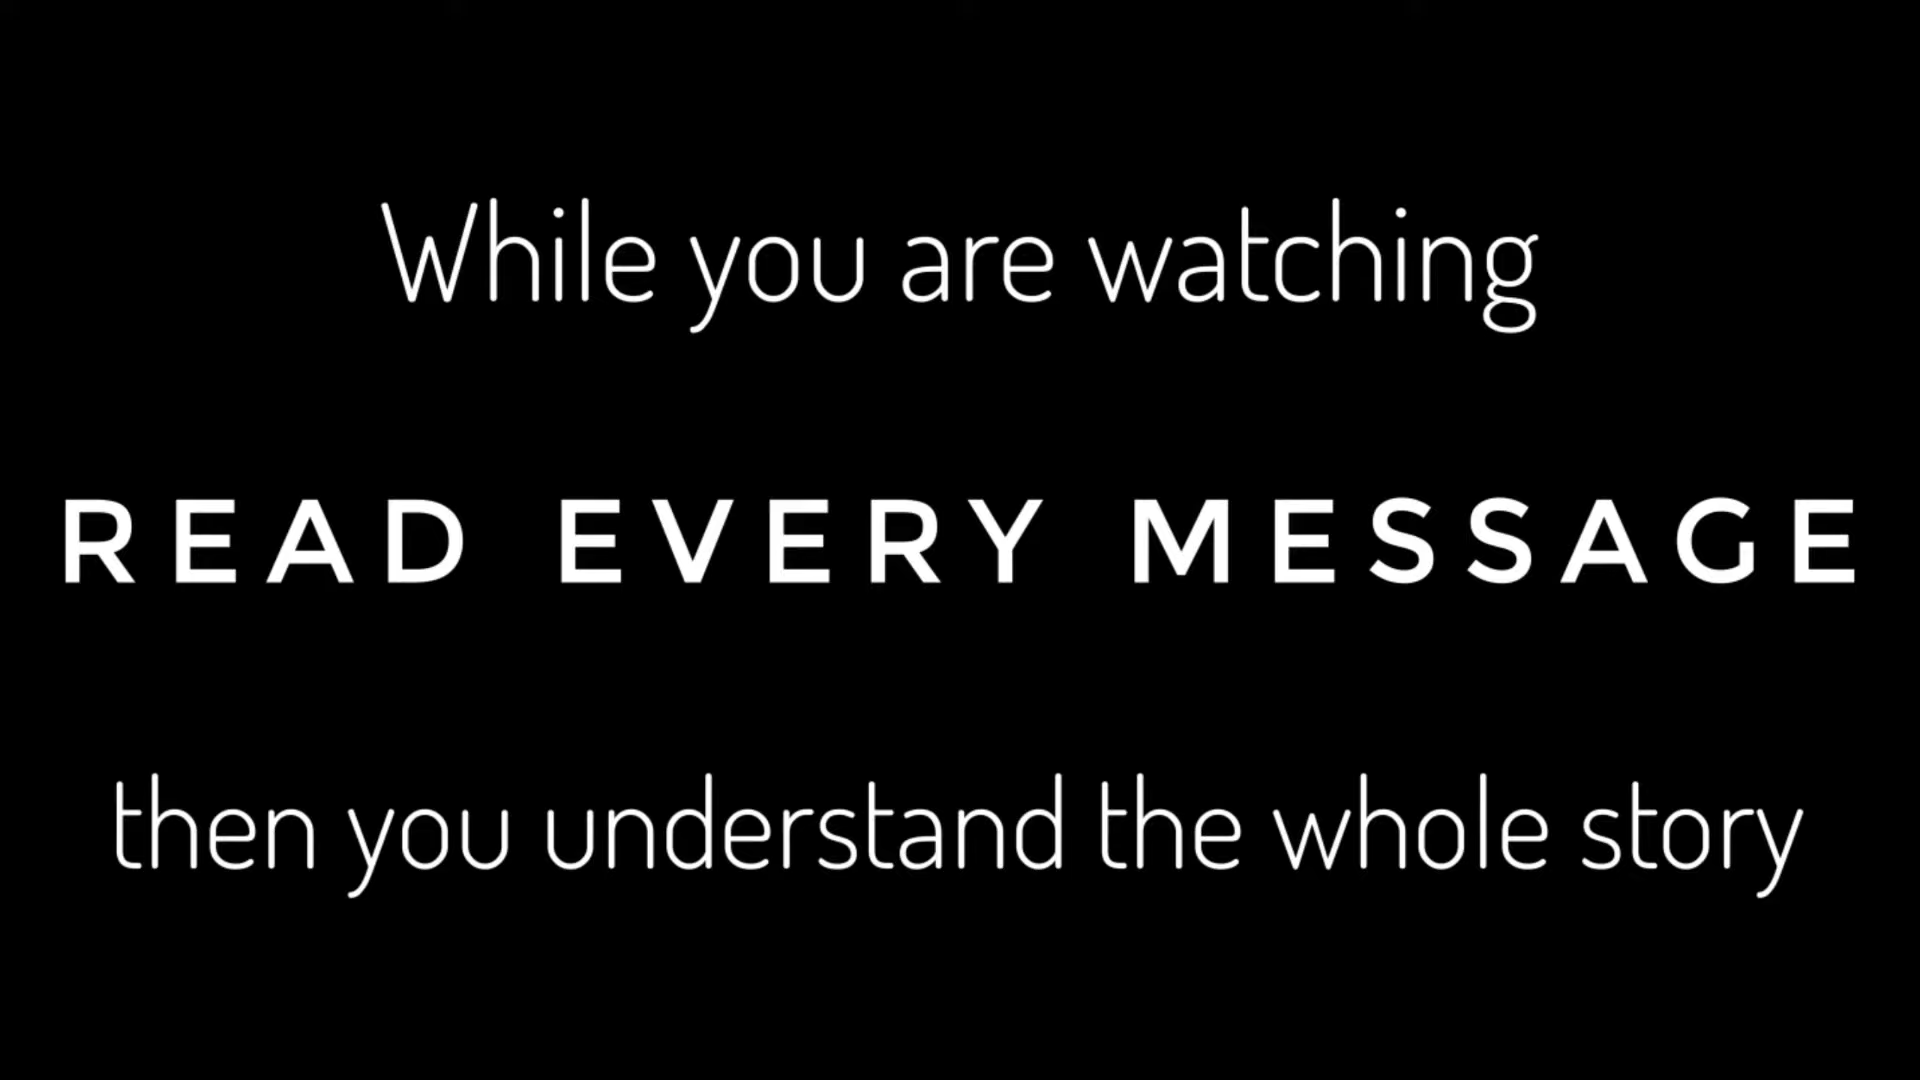 While you are watching
READ EVERY MESSAGE
then you understand the whole story